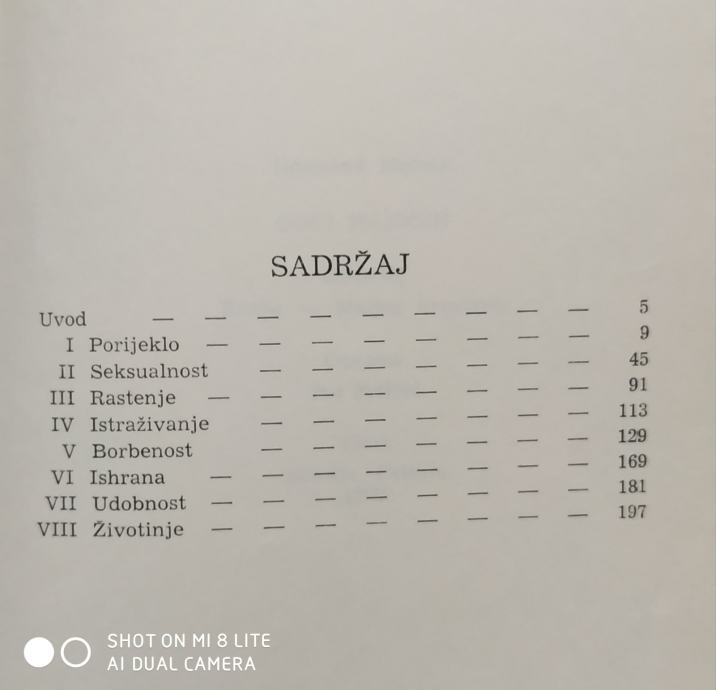 SADRŽAJ
Uvod — — — — — — — — — 5
I Porijeklo — — — — — — — — 9
II Seksualnost — — — — — — — 45
III Rastenje — — — — — — — — 91
IV Istraživanje — — — — — — — 113
V Borbenost — — — — — — — 129
VI Ishrana — — — — — — — — 169
VII Udobnost — — — — — — — — 181
VIII Životinje — — — — — — — — 197
SHOT ON MI 8 LITE
AI DUAL CAMERA